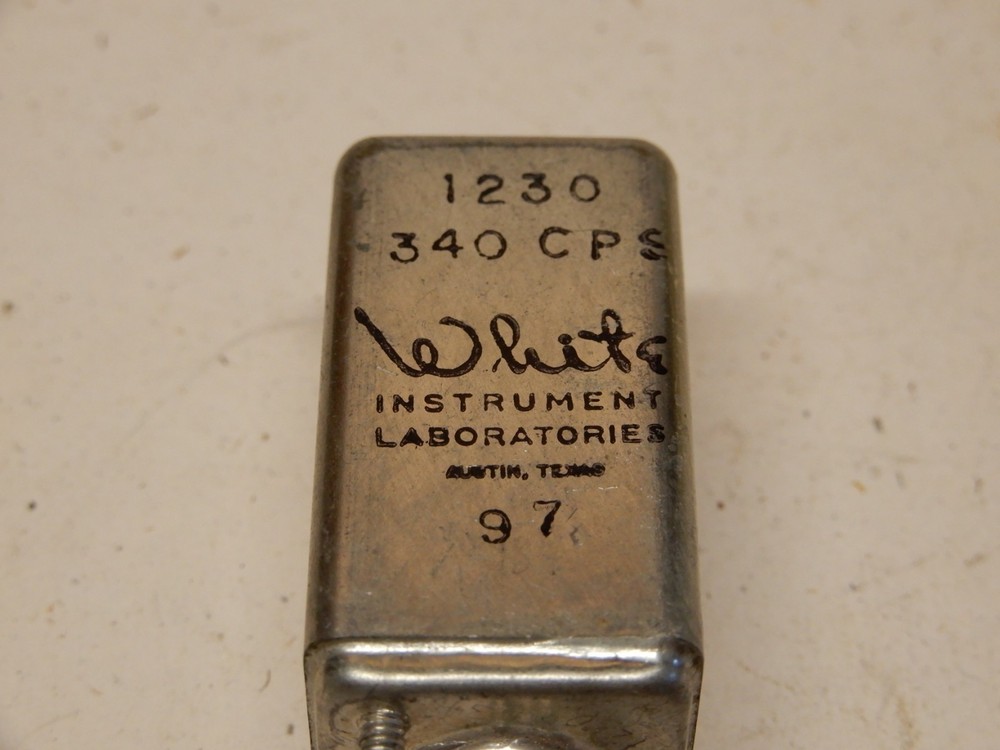 1230
340 CPS
White
INSTRUMENT
LABORATORIES
AUSTIN, TEXAS
97